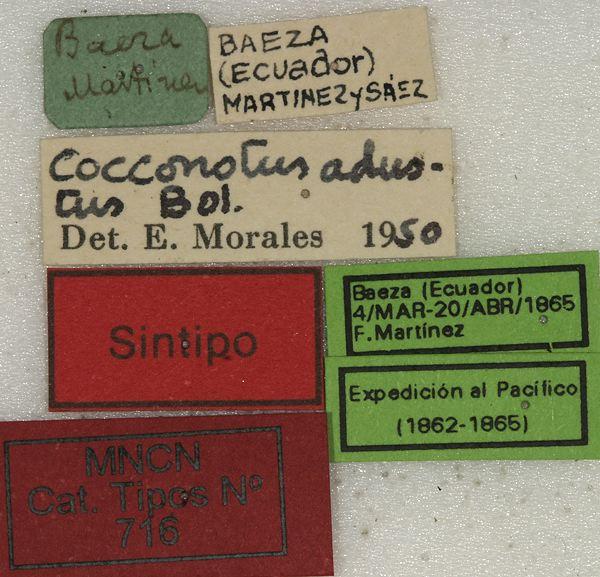 Baeza
Martinez
BAEZA
(Ecuador)
MARTINEZ y SÁEZ
Cocconotus adus-
tus Bol.
Det. E. Morales 1950
Sintipo
Baeza (Ecuador)
4/MAR-20/ABR/1865
F.Martínez
Expedición al Pacífico
(1862-1865)
MNCN
Cat. Tipos Nº
716